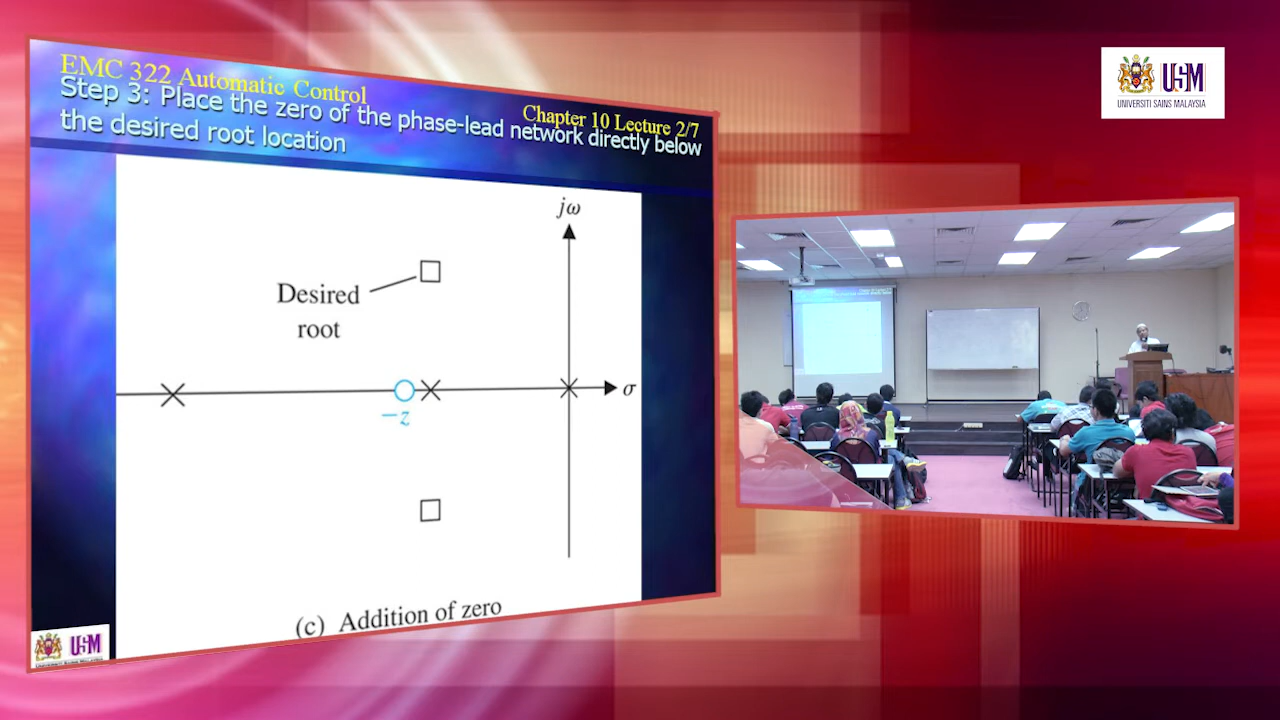 EMC 322 Automatic Control
Chapter 10 Lecture 2/7
Step 3: Place the zero of the phase-lead network directly below
the desired root location
jω
Desired
root
σ
−z
(c) Addition of zero
USM
USM
UNIVERSITI SAINS MALAYSIA